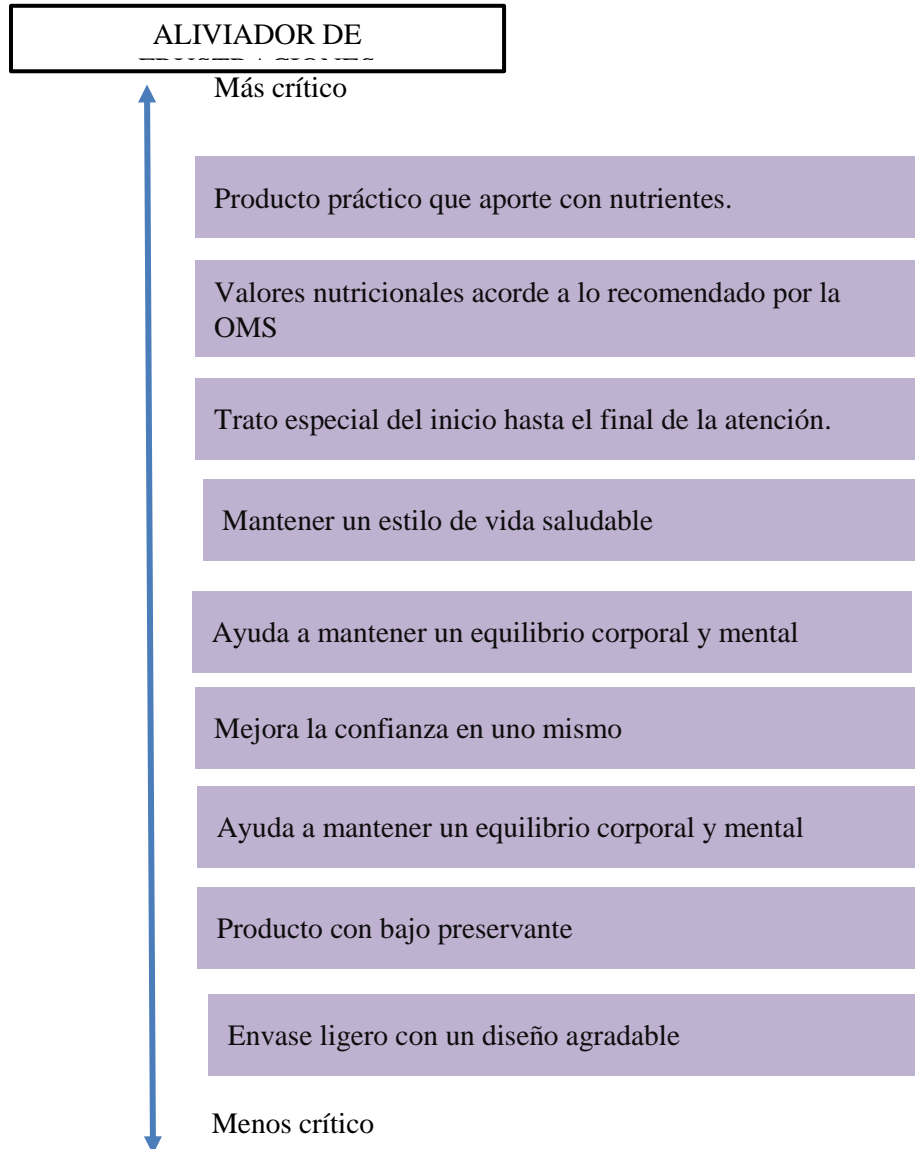 ALIVIADOR DE
Más crítico
Producto práctico que aporte con nutrientes.
Valores nutricionales acorde a lo recomendado por la
OMS
Trato especial del inicio hasta el final de la atención.
Mantener un estilo de vida saludable
Ayuda a mantener un equilibrio corporal y mental
Mejora la confianza en uno mismo
Ayuda a mantener un equilibrio corporal y mental
Producto con bajo preservante
Envase ligero con un diseño agradable
Menos crítico